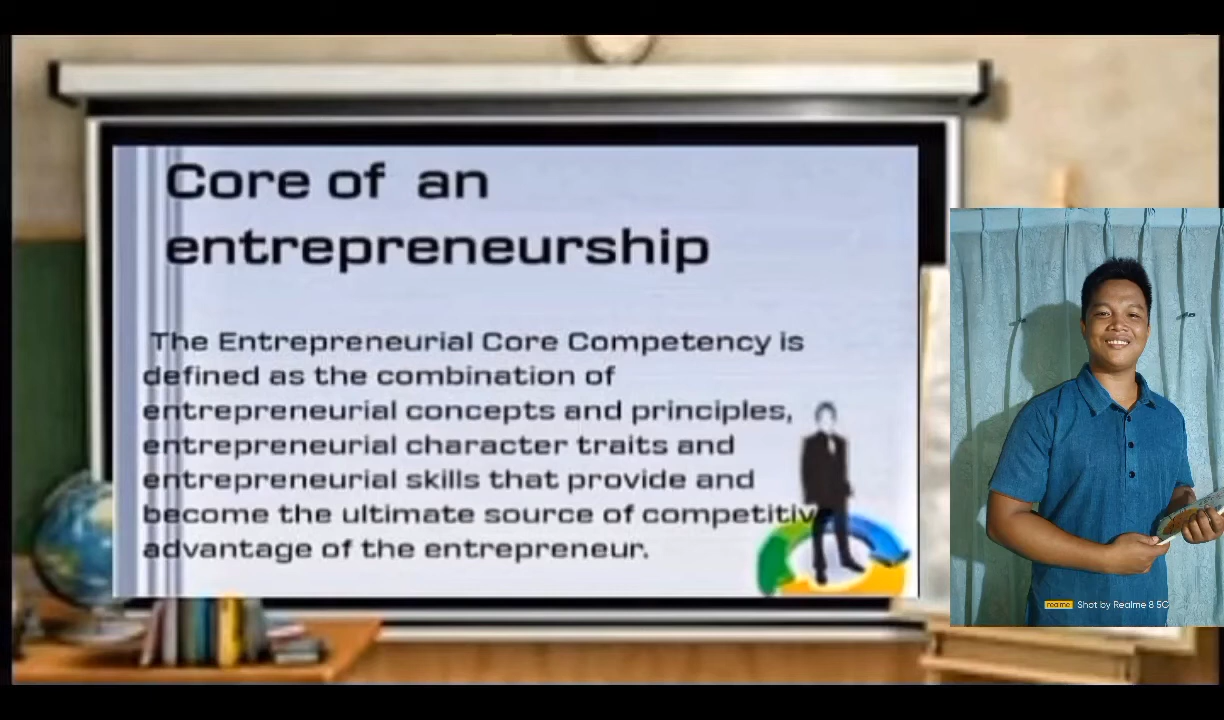 Core of an
entrepreneurship
The Entrepreneurial Core Competency is
defined as the combination of
entrepreneurial concepts and principles,
entrepreneurial character traits and
entrepreneurial skills that provide and
become the ultimate source of competitiv
advantage of the entrepreneur.
realme Shot by Realme 8 5G